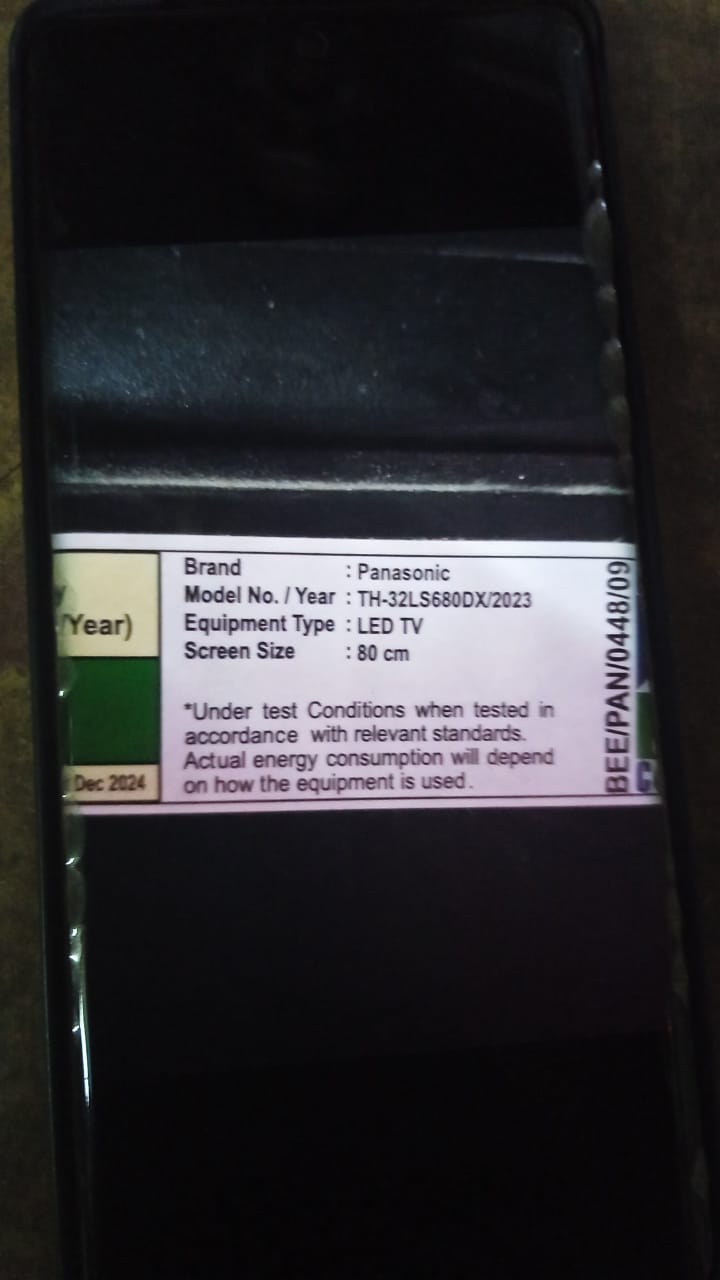 Brand : Panasonic
Model No. / Year : TH-32LS680DX/2023
Equipment Type : LED TV
Screen Size : 80 cm
*Under test Conditions when tested in
accordance with relevant standards.
Actual energy consumption will depend
on how the equipment is used.
/Year)
Dec 2024
BEE/PAN/0448/09